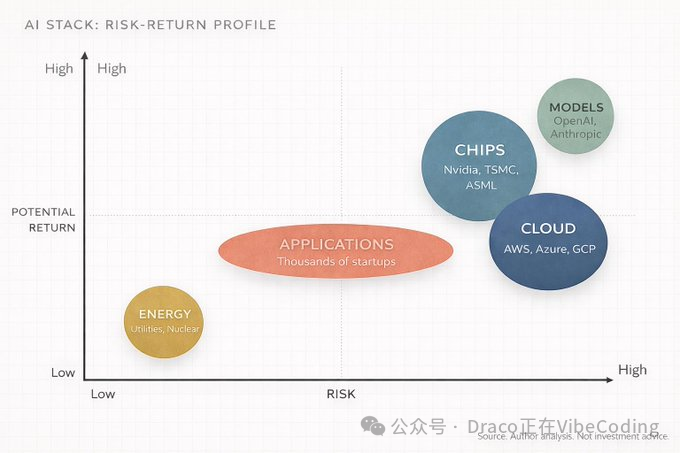 AI STACK: RISK-RETURN PROFILE
High
High
MODELS
OpenAI,
Anthropic
CHIPS
Nvidia, TSMC,
ASML
POTENTIAL
RETURN
CLOUD
AWS, Azure, GCP
APPLICATIONS
Thousands of startups
ENERGY
Utilities, Nuclear
Low
High
Low
RISK
公众号 · Draco正在VibeCoding
Source. Author analysis. Not investment advice.